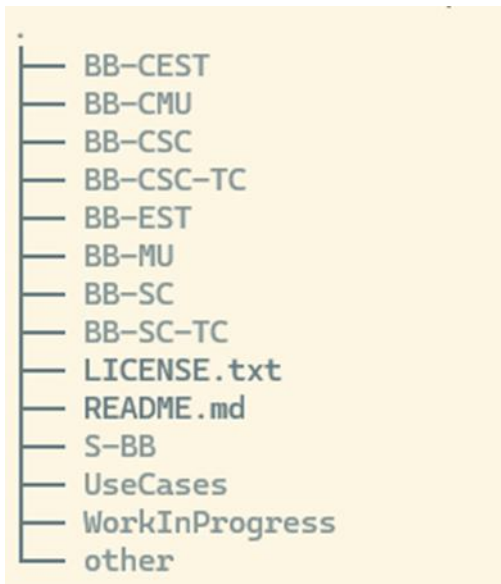 .
├── BB-CEST
├── BB-CMU
├── BB-CSC
├── BB-CSC-TC
├── BB-EST
├── BB-MU
├── BB-SC
├── BB-SC-TC
├── LICENSE.txt
├── README.md
├── S-BB
├── UseCases
├── WorkInProgress
└── other